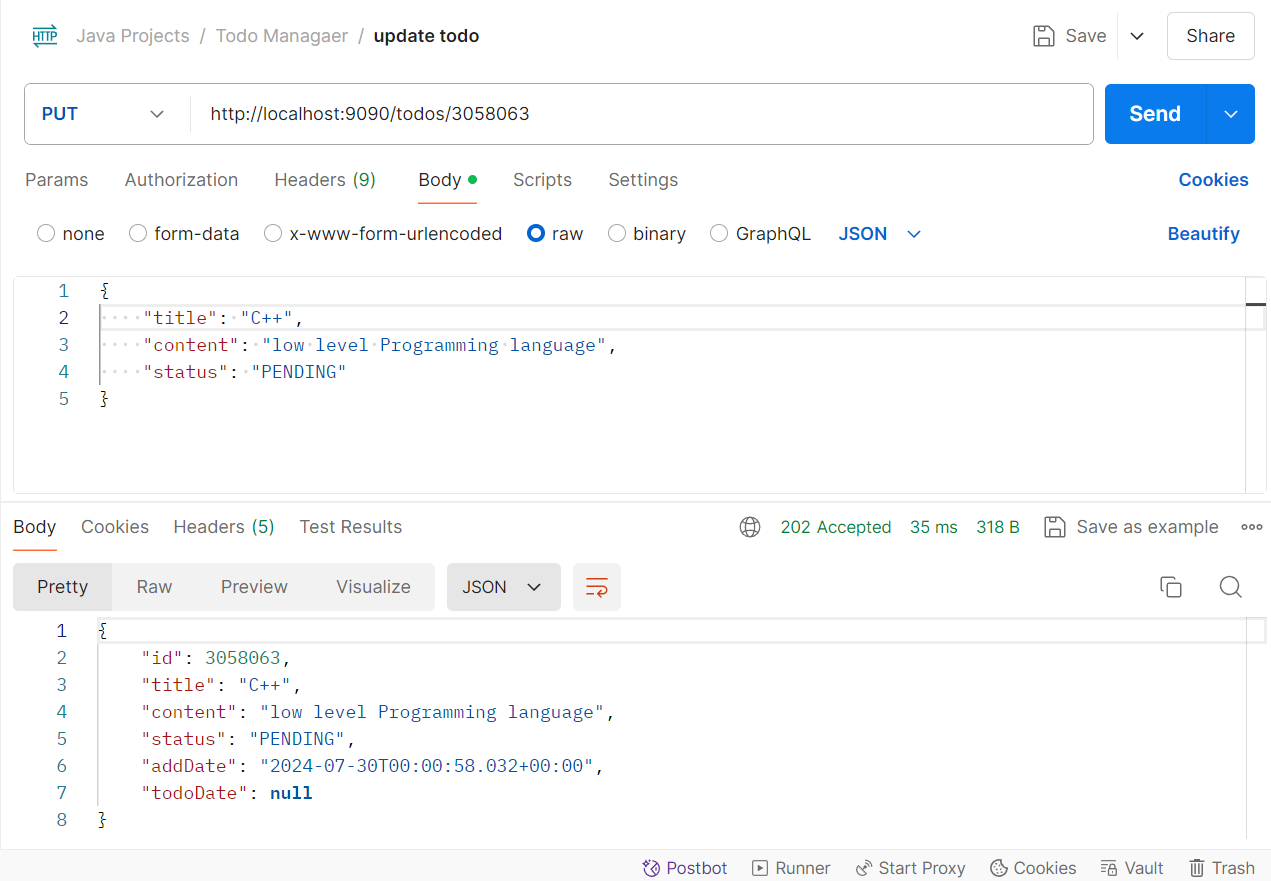 HTTP Java Projects / Todo Managaer / update todo Save Share
PUT http://localhost:9090/todos/3058063 Send
Params Authorization Headers (9) Body Scripts Settings Cookies
none form-data x-www-form-urlencoded raw binary GraphQL JSON Beautify
1 {
2 "title": "C++",
3 "content": "low level Programming language",
4 "status": "PENDING"
5 }
Body Cookies Headers (5) Test Results 202 Accepted 35 ms 318 B Save as example
Pretty Raw Preview Visualize JSON
1 {
2 "id": 3058063,
3 "title": "C++",
4 "content": "low level Programming language",
5 "status": "PENDING",
6 "addDate": "2024-07-30T00:00:58.032+00:00",
7 "todoDate": null
8 }
Postbot Runner Start Proxy Cookies Vault Trash